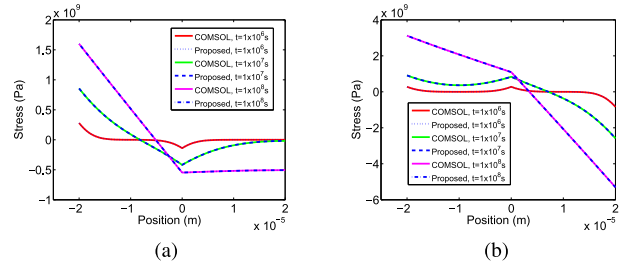 x 10^9
2
1.5
1
0.5
0
−0.5
−1
Stress (Pa)
COMSOL, t=1x10^6s
Proposed, t=1x10^6s
COMSOL, t=1x10^7s
Proposed, t=1x10^7s
COMSOL, t=1x10^8s
Proposed, t=1x10^8s
−2 −1 0 1 2
Position (m)
x 10^−5
(a)
x 10^9
4
2
0
−2
−4
−6
Stress (Pa)
COMSOL, t=1x10^6s
Proposed, t=1x10^6s
COMSOL, t=1x10^7s
Proposed, t=1x10^7s
COMSOL, t=1x10^8s
Proposed, t=1x10^8s
−2 −1 0 1 2
Position (m)
x 10^−5
(b)